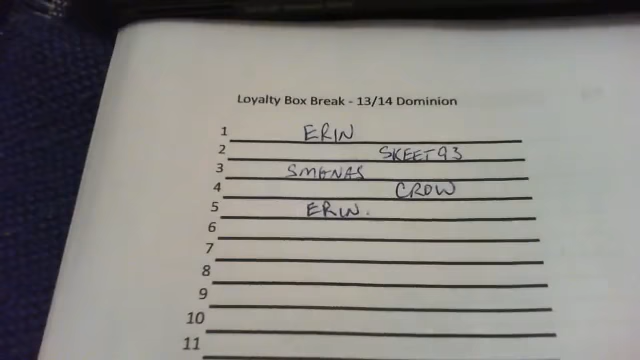 Loyalty Box Break - 13/14 Dominion
1 ERIN
2 SKEET93
3 SMENAS
4 CROW
5 ERIN.
6
7
8
9
10
11